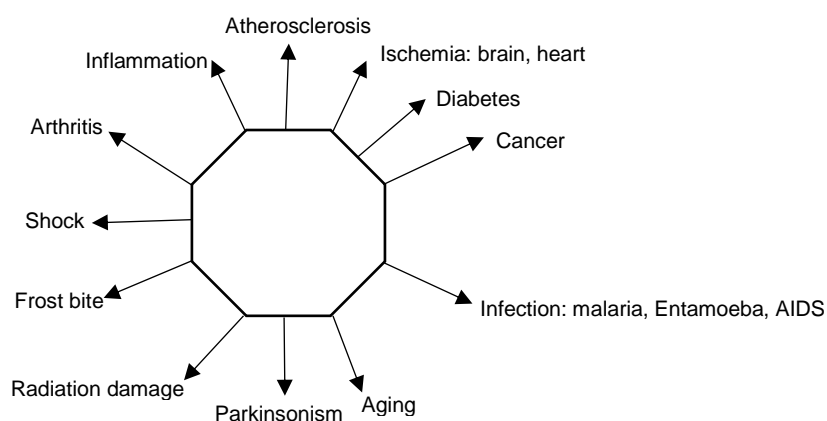 Atherosclerosis
Inflammation
Ischemia: brain, heart
Diabetes
Arthritis
Cancer
Shock
Frost bite
Infection: malaria, Entamoeba, AIDS
Radiation damage
Parkinsonism
Aging